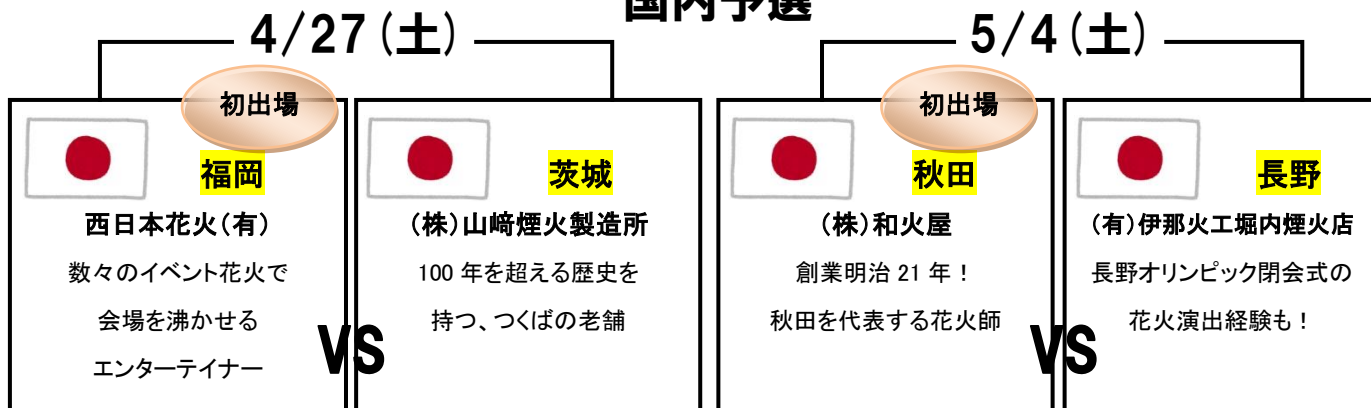 国内予選
4/27(土)
5/4(土)
初出場
福岡
西日本花火(有)
数々のイベント花火で
会場を沸かせる
エンターテイナー
VS
茨城
(株)山﨑煙火製造所
100 年を超える歴史を
持つ、つくばの老舗
初出場
秋田
(株)和火屋
創業明治 21 年！
秋田を代表する花火師
VS
長野
(有)伊那火工堀内煙火店
長野オリンピック閉会式の
花火演出経験も！